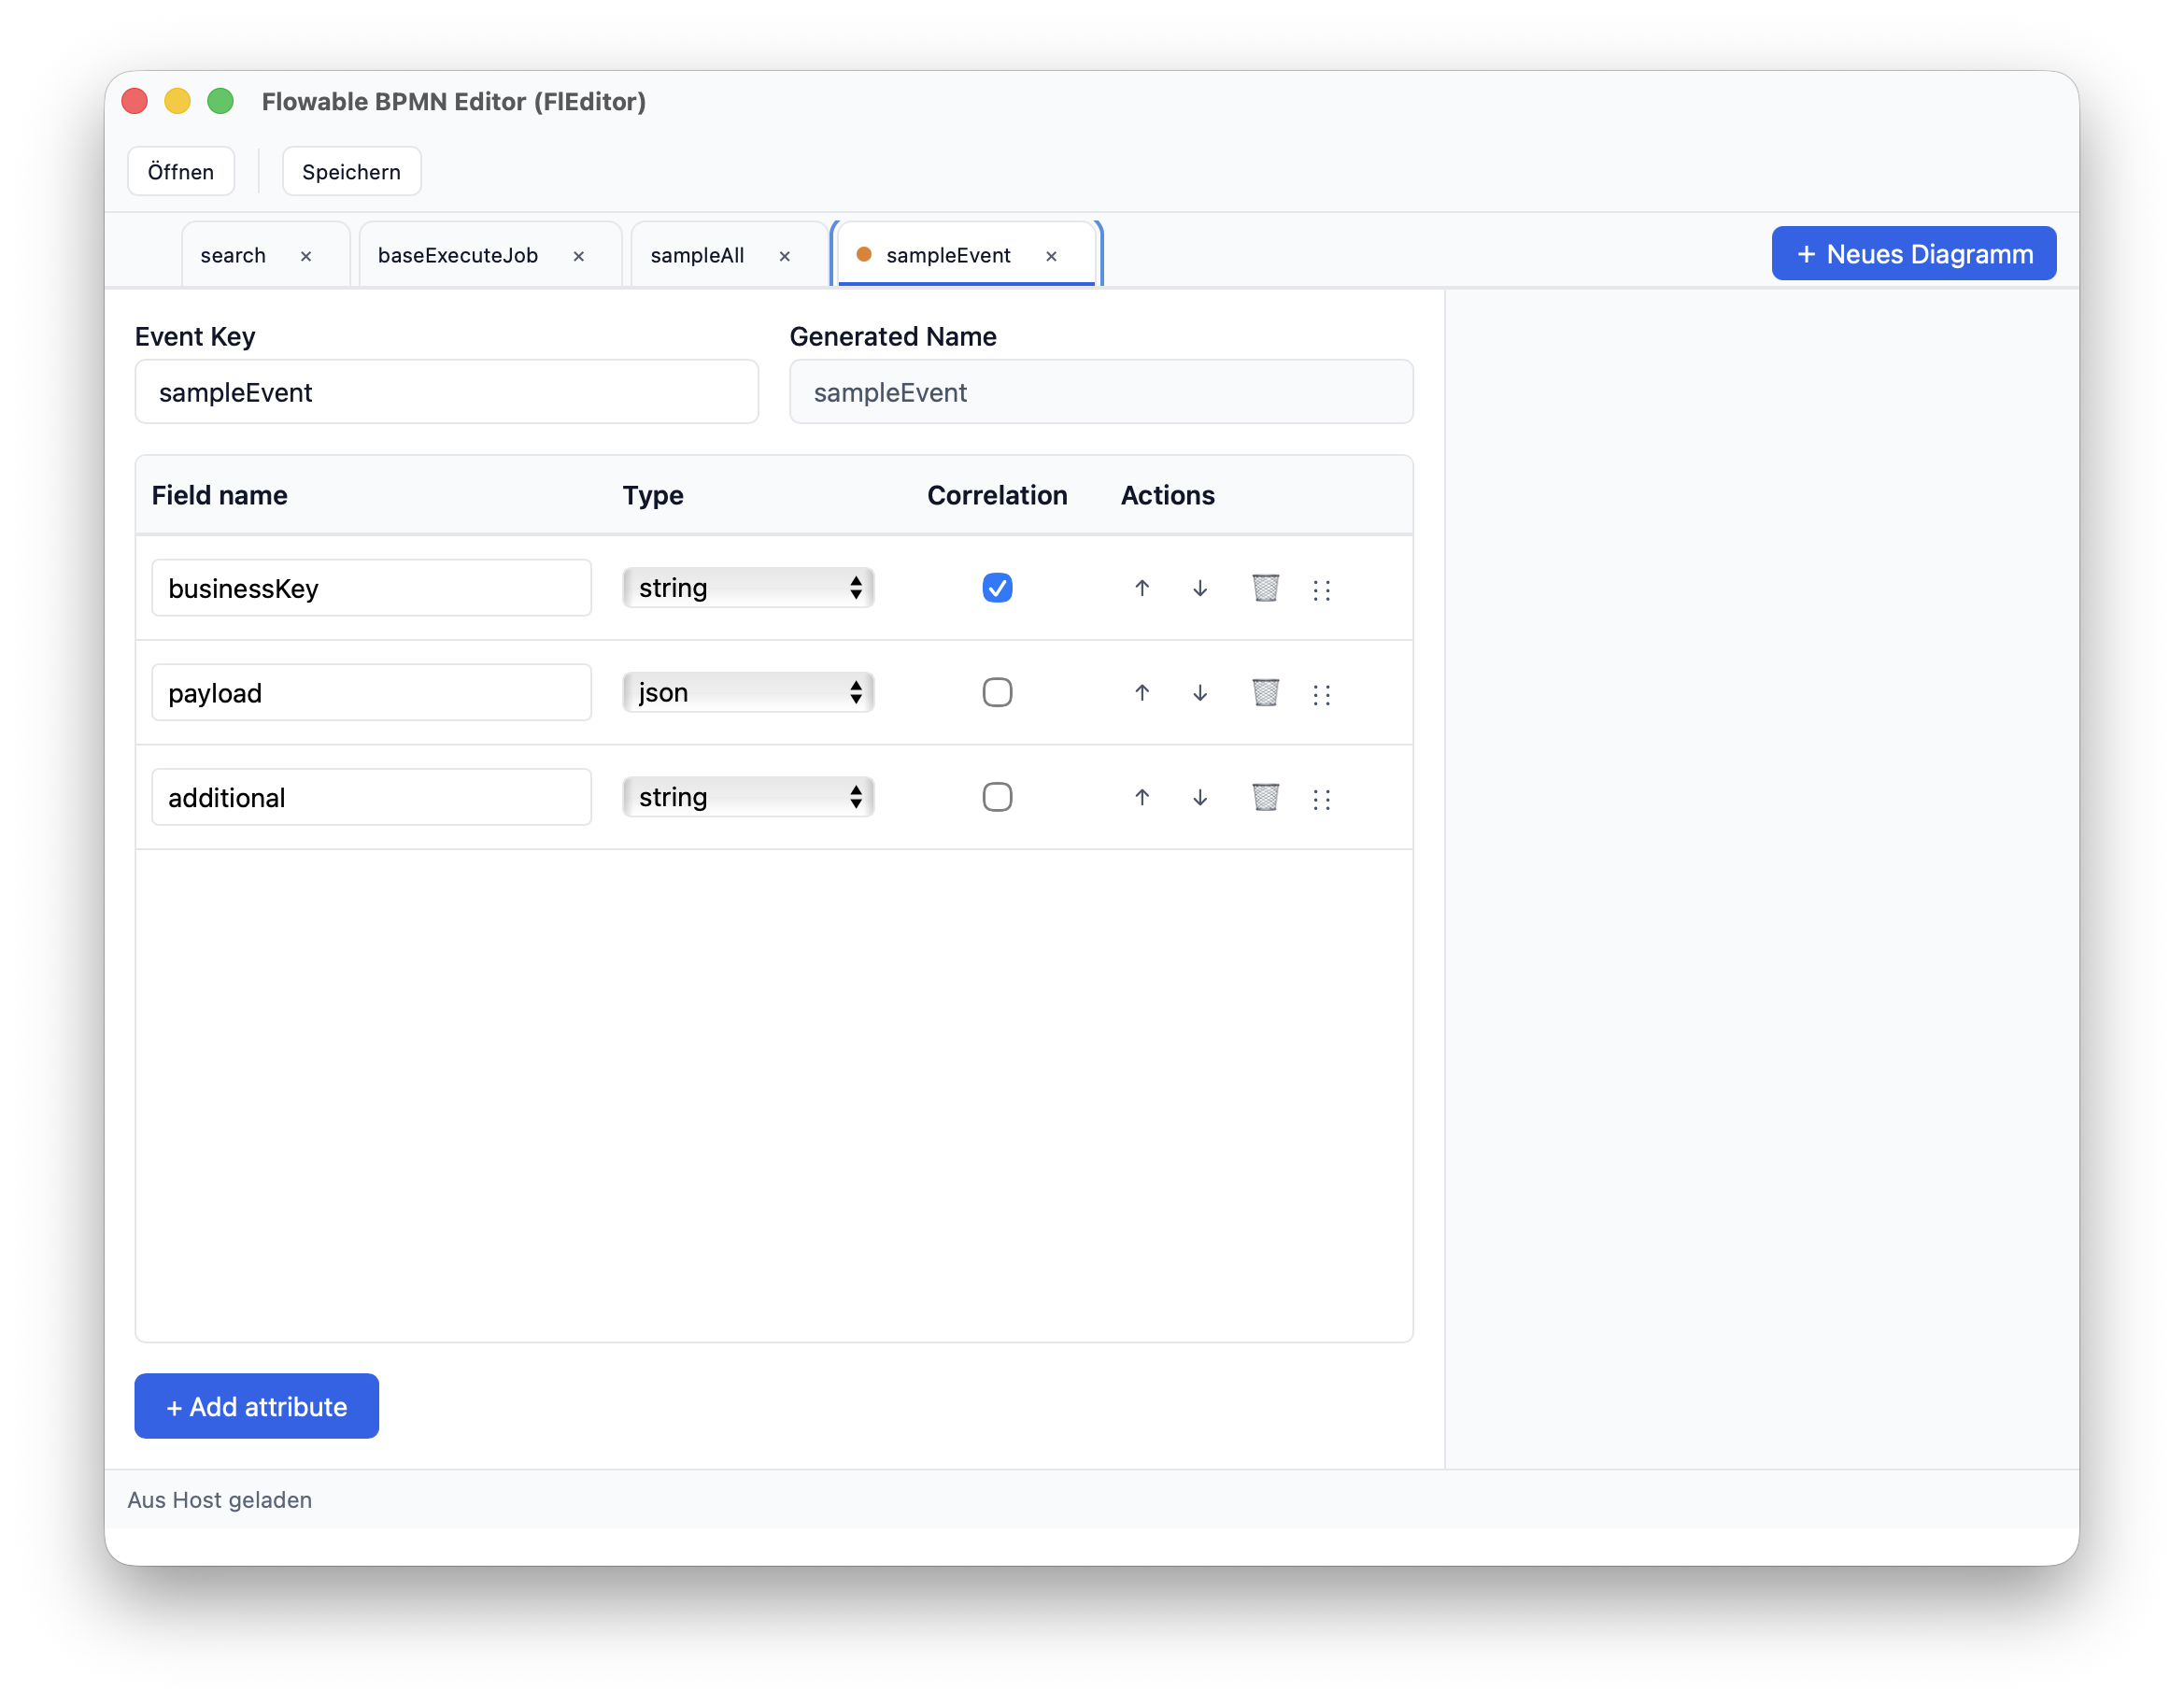 Flowable BPMN Editor (FlEditor)
Öffnen Speichern
search × baseExecuteJob × sampleAll × sampleEvent × + Neues Diagramm
Event Key Generated Name
sampleEvent sampleEvent
Field name Type Correlation Actions
businessKey string
payload json
additional string
+ Add attribute
Aus Host geladen